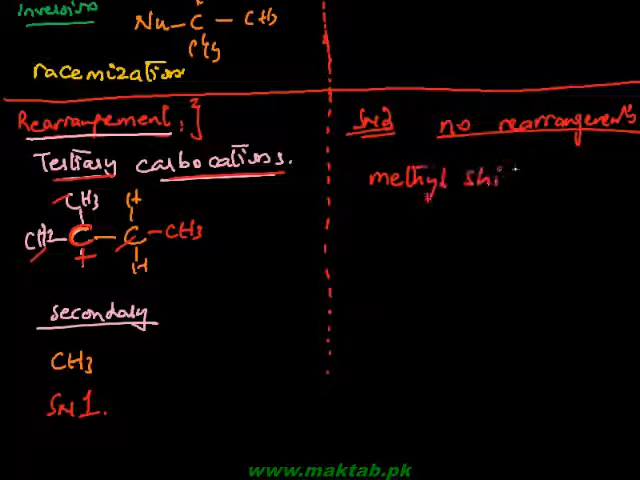 Inversion
Nu—C—CH3
racemization
Rearrangement:}
Tertiary carbocations.
CH3 H
CH2—C—C—CH3
+ H
secondary
CH3
SN1.
SN2 no rearrangements
methyl shi
www.maktab.pk